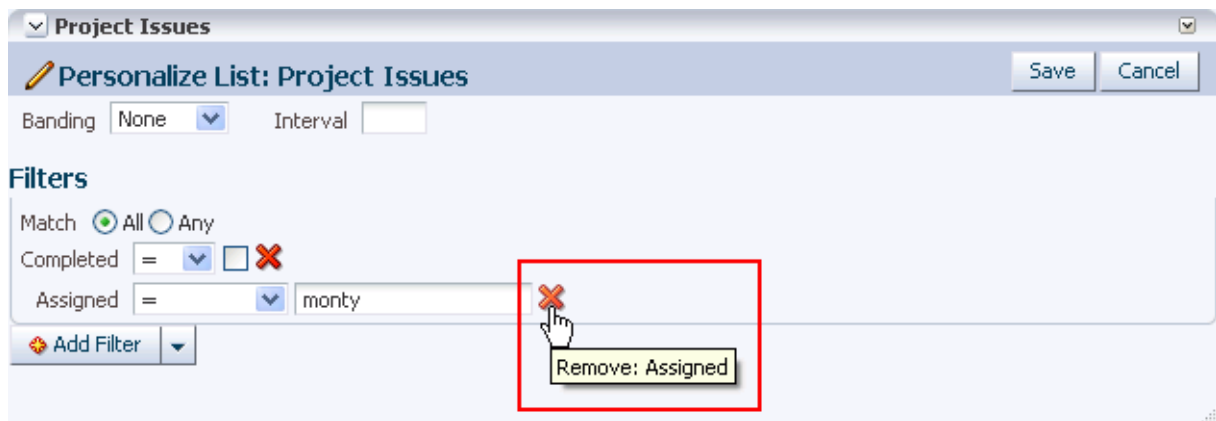 Project Issues
Personalize List: Project Issues Save Cancel
Banding None Interval
Filters
Match All Any
Completed =
Assigned = monty
Add Filter
Remove: Assigned